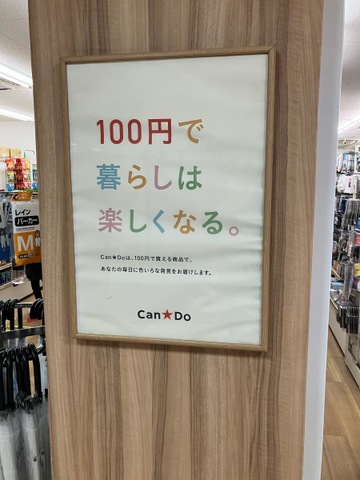 100円で
暮らしは
楽しくなる。
Can★Doは、100円で買える商品で、
あなたの毎日に色いろな発見をお届けします。
Can★Do
レイン
パーカー
M